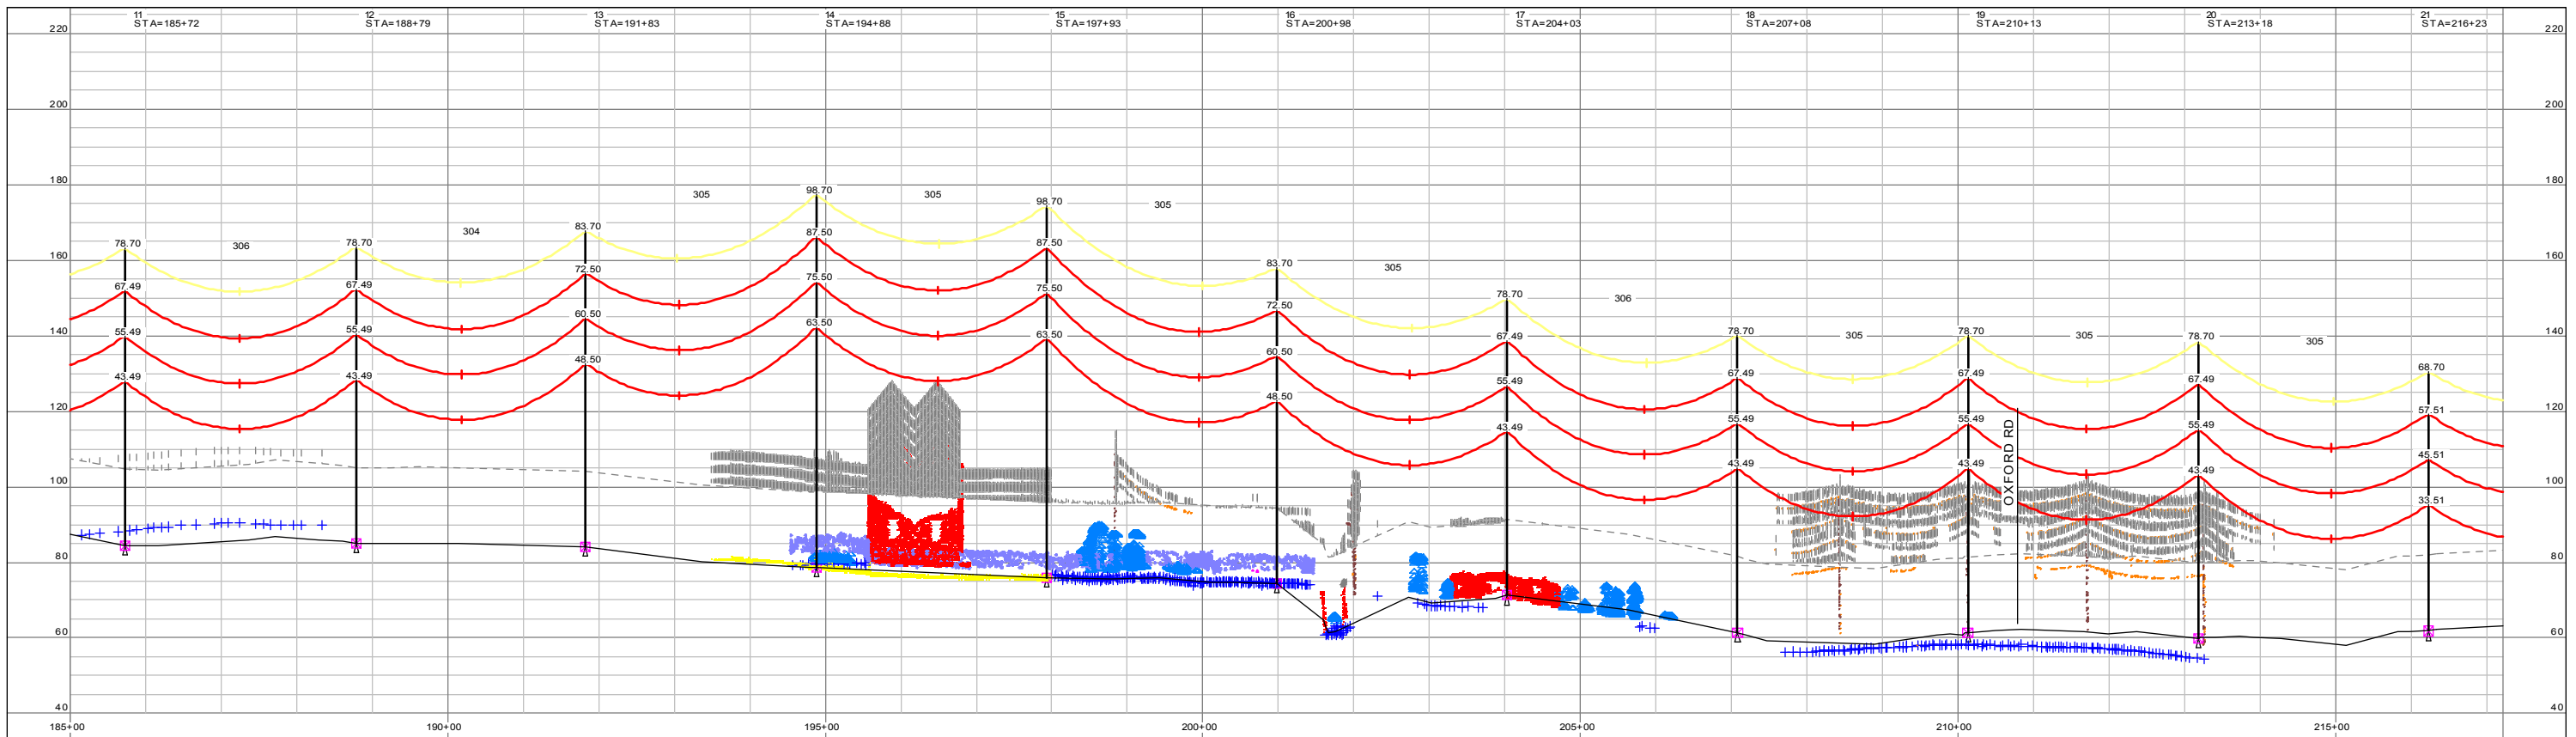 11 12 13 14 15 16 17 18 19 20 21
STA=185+72 STA=188+79 STA=191+83 STA=194+88 STA=197+93 STA=200+98 STA=204+03 STA=207+08 STA=210+13 STA=213+18 STA=216+23
220 220
200 200
180 180
98.70 305 305 305 98.70
78.70 306 78.70 304 83.70 87.50 87.50 83.70 305 78.70 306
160 160
67.49 67.49 72.50 75.50 75.50 72.50 67.49 78.70 305 78.70 305 78.70 305 68.70
140 140
55.49 55.49 60.50 63.50 63.50 60.50 55.49 67.49 67.49 67.49 57.51
43.49 43.49 48.50 48.50 43.49 55.49 55.49 55.49 45.51
120 120
43.49 43.49 43.49 33.51
OXFORD RD
100 100
80 80
60 60
40 40
185+00 190+00 195+00 200+00 205+00 210+00 215+00